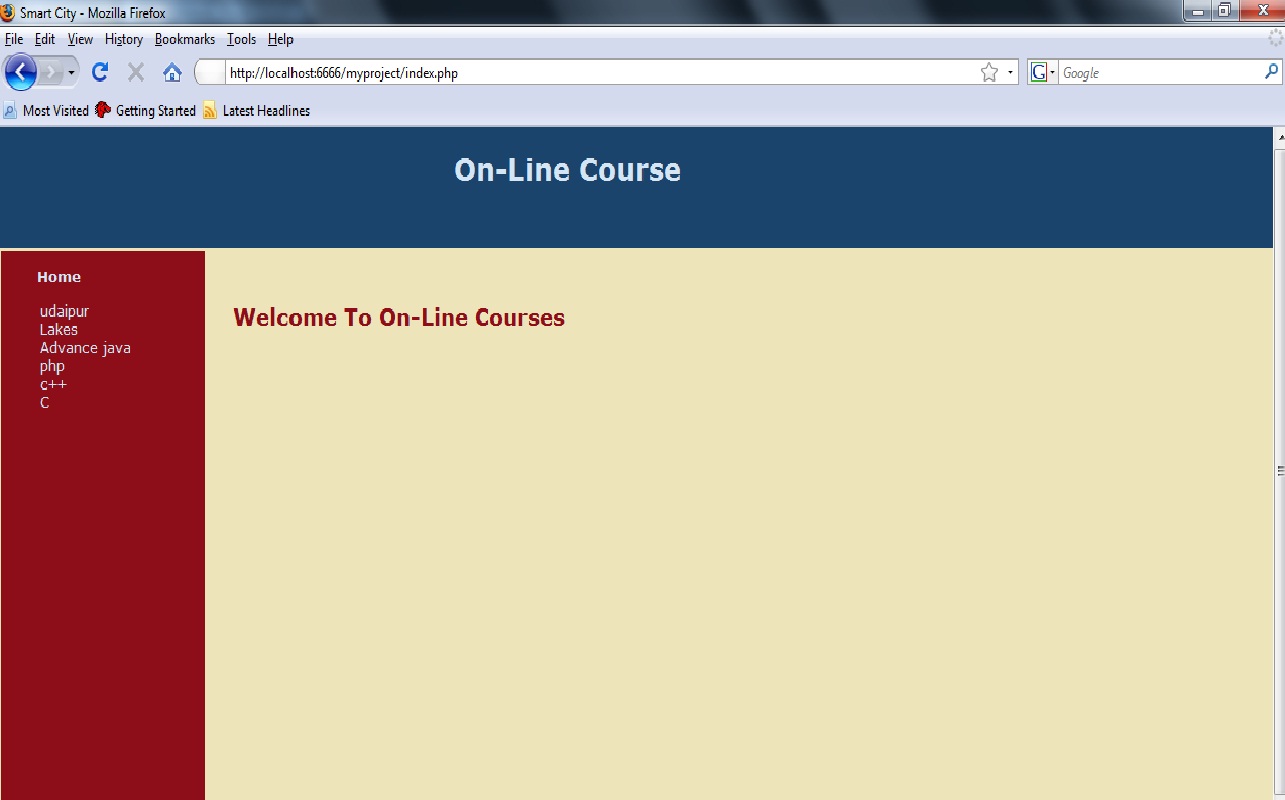 Smart City - Mozilla Firefox
File Edit View History Bookmarks Tools Help
http://localhost:6666/myproject/index.php
G Google
Most Visited Getting Started Latest Headlines
On-Line Course
Home
udaipur
Lakes
Advance java
php
c++
C
Welcome To On-Line Courses